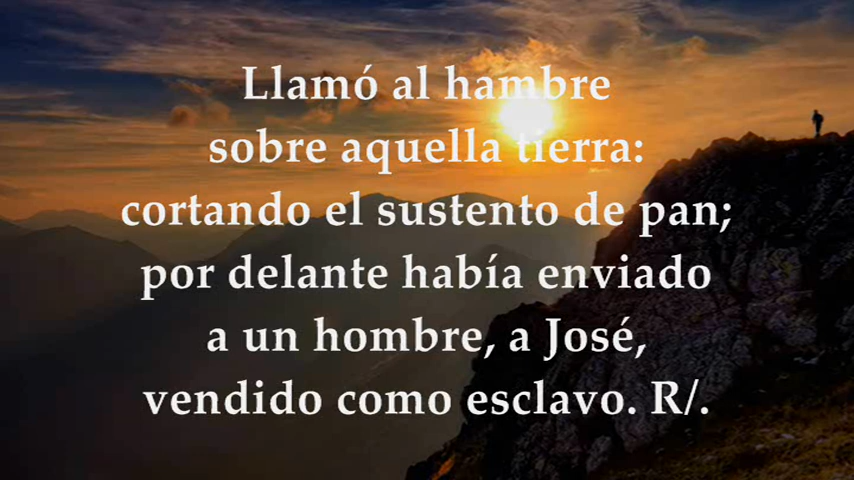 Llamó al hambre
sobre aquella tierra:
cortando el sustento de pan;
por delante había enviado
a un hombre, a José,
vendido como esclavo. R/.